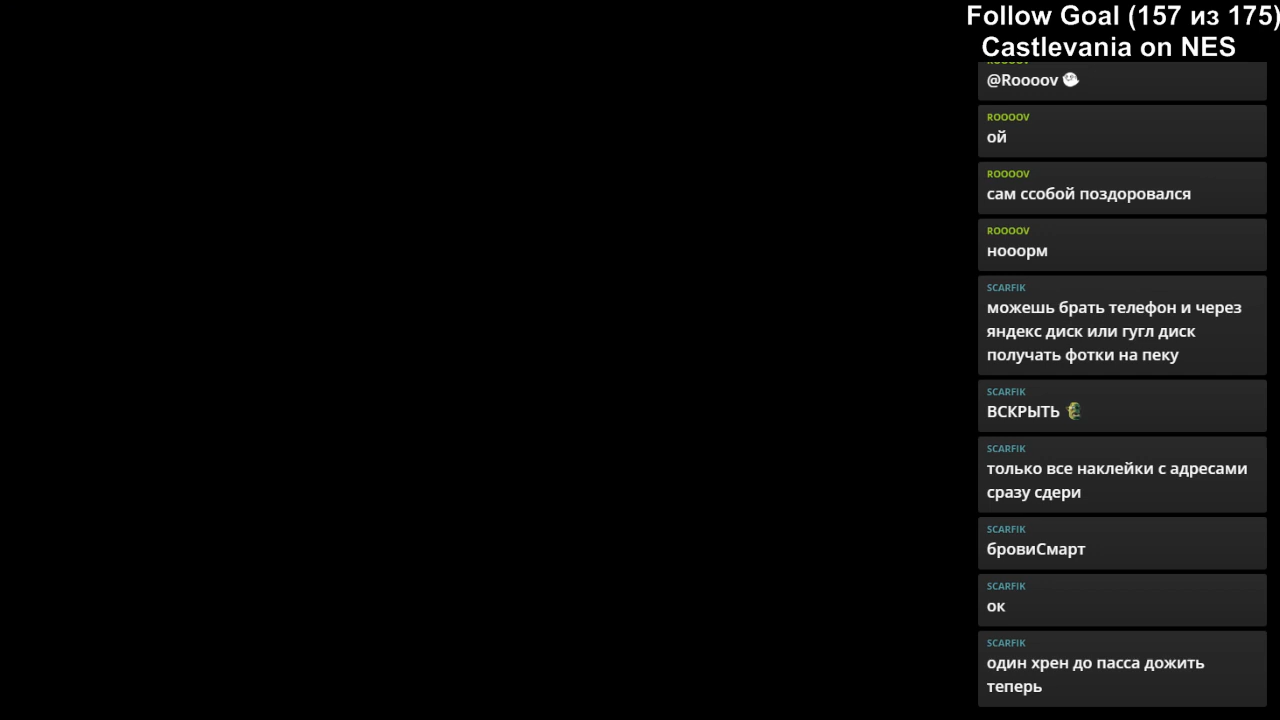 Follow Goal (157 из 175)
Castlevania on NES
@Roooov
ROOOOV
ой
ROOOOV
сам ссобой поздоровался
ROOOOV
нооорм
SCARFIK
можешь брать телефон и через
яндекс диск или гугл диск
получать фотки на пеку
SCARFIK
ВСКРЫТЬ
SCARFIK
только все наклейки с адресами
сразу сдери
SCARFIK
бровиСмарт
SCARFIK
ок
SCARFIK
один хрен до пасса дожить
теперь